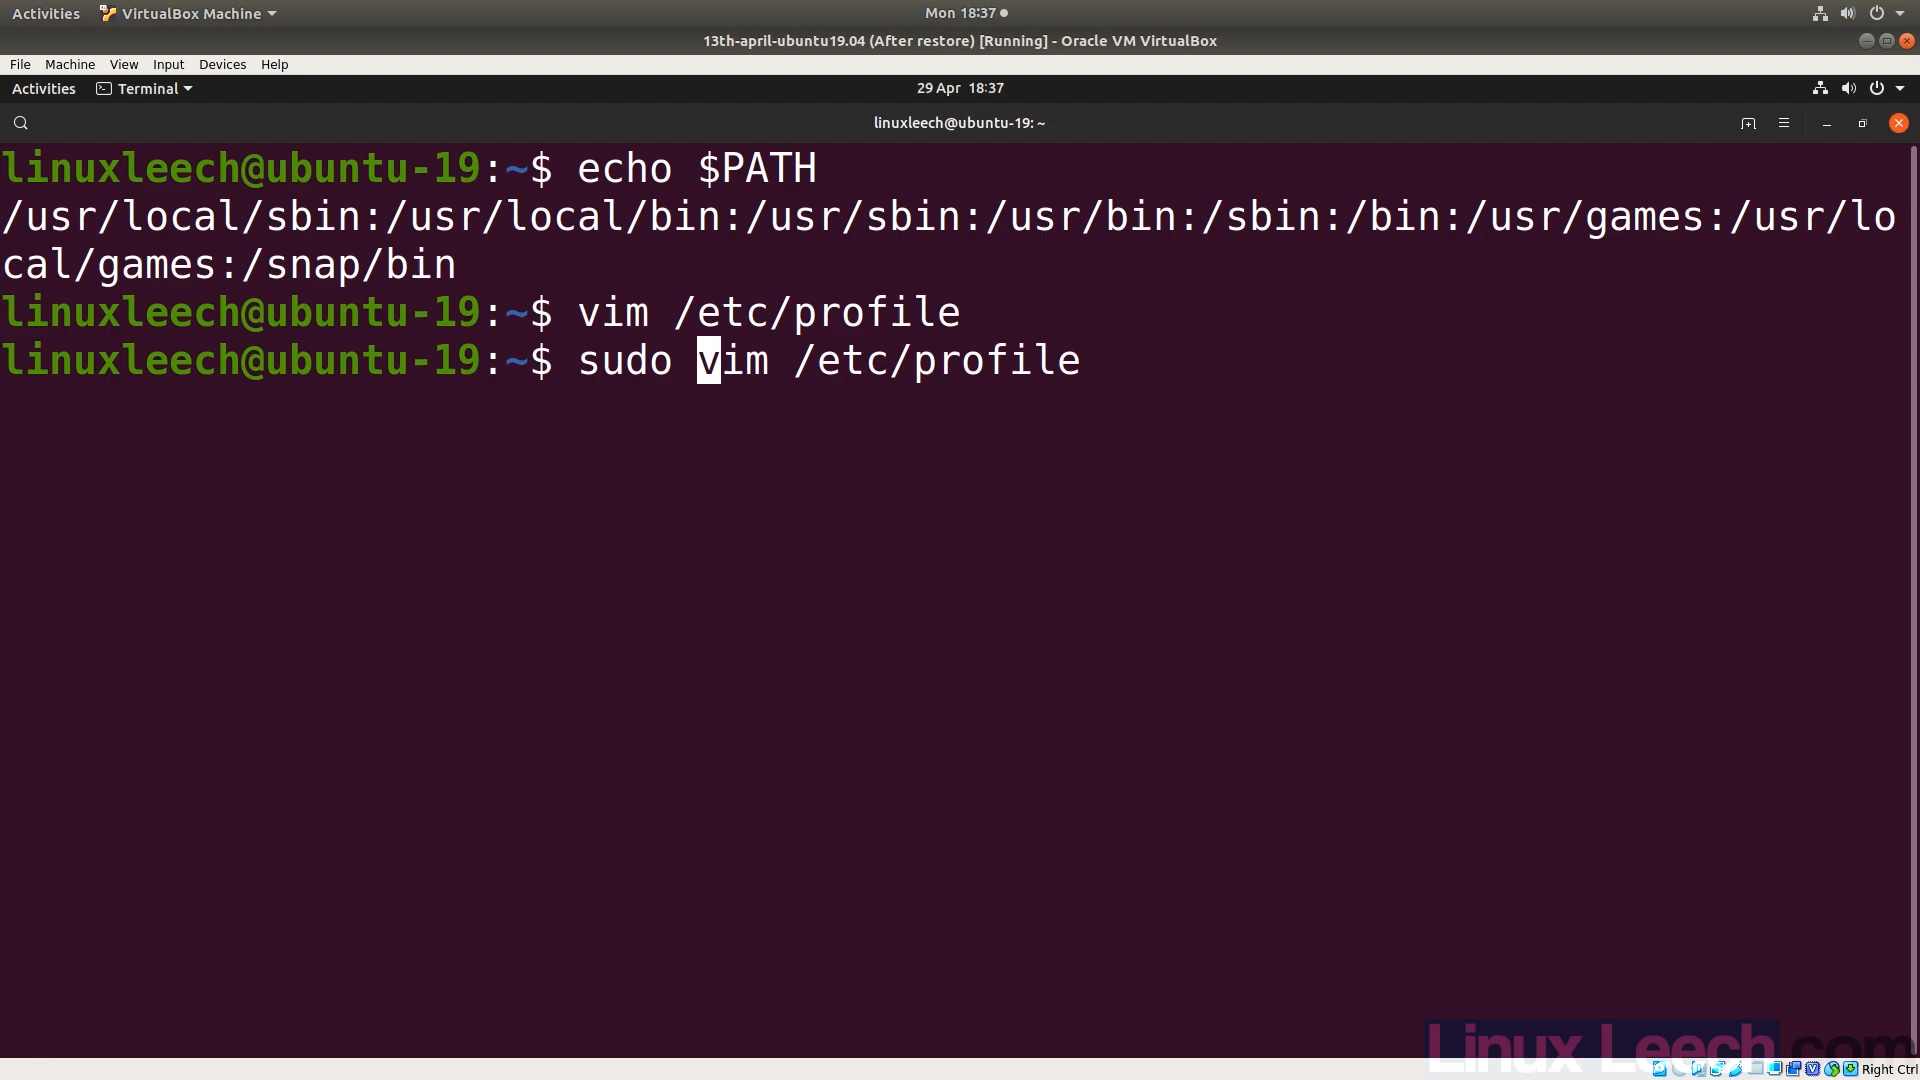 Activities VirtualBox Machine Mon 18:37
13th-april-ubuntu19.04 (After restore) [Running] - Oracle VM VirtualBox
File Machine View Input Devices Help
Activities Terminal 29 Apr 18:37
linuxleech@ubuntu-19: ~
linuxleech@ubuntu-19:~$ echo $PATH
/usr/local/sbin:/usr/local/bin:/usr/sbin:/usr/bin:/sbin:/bin:/usr/games:/usr/lo
cal/games:/snap/bin
linuxleech@ubuntu-19:~$ vim /etc/profile
linuxleech@ubuntu-19:~$ sudo vim /etc/profile
Linux Leech.com
Right Ctrl